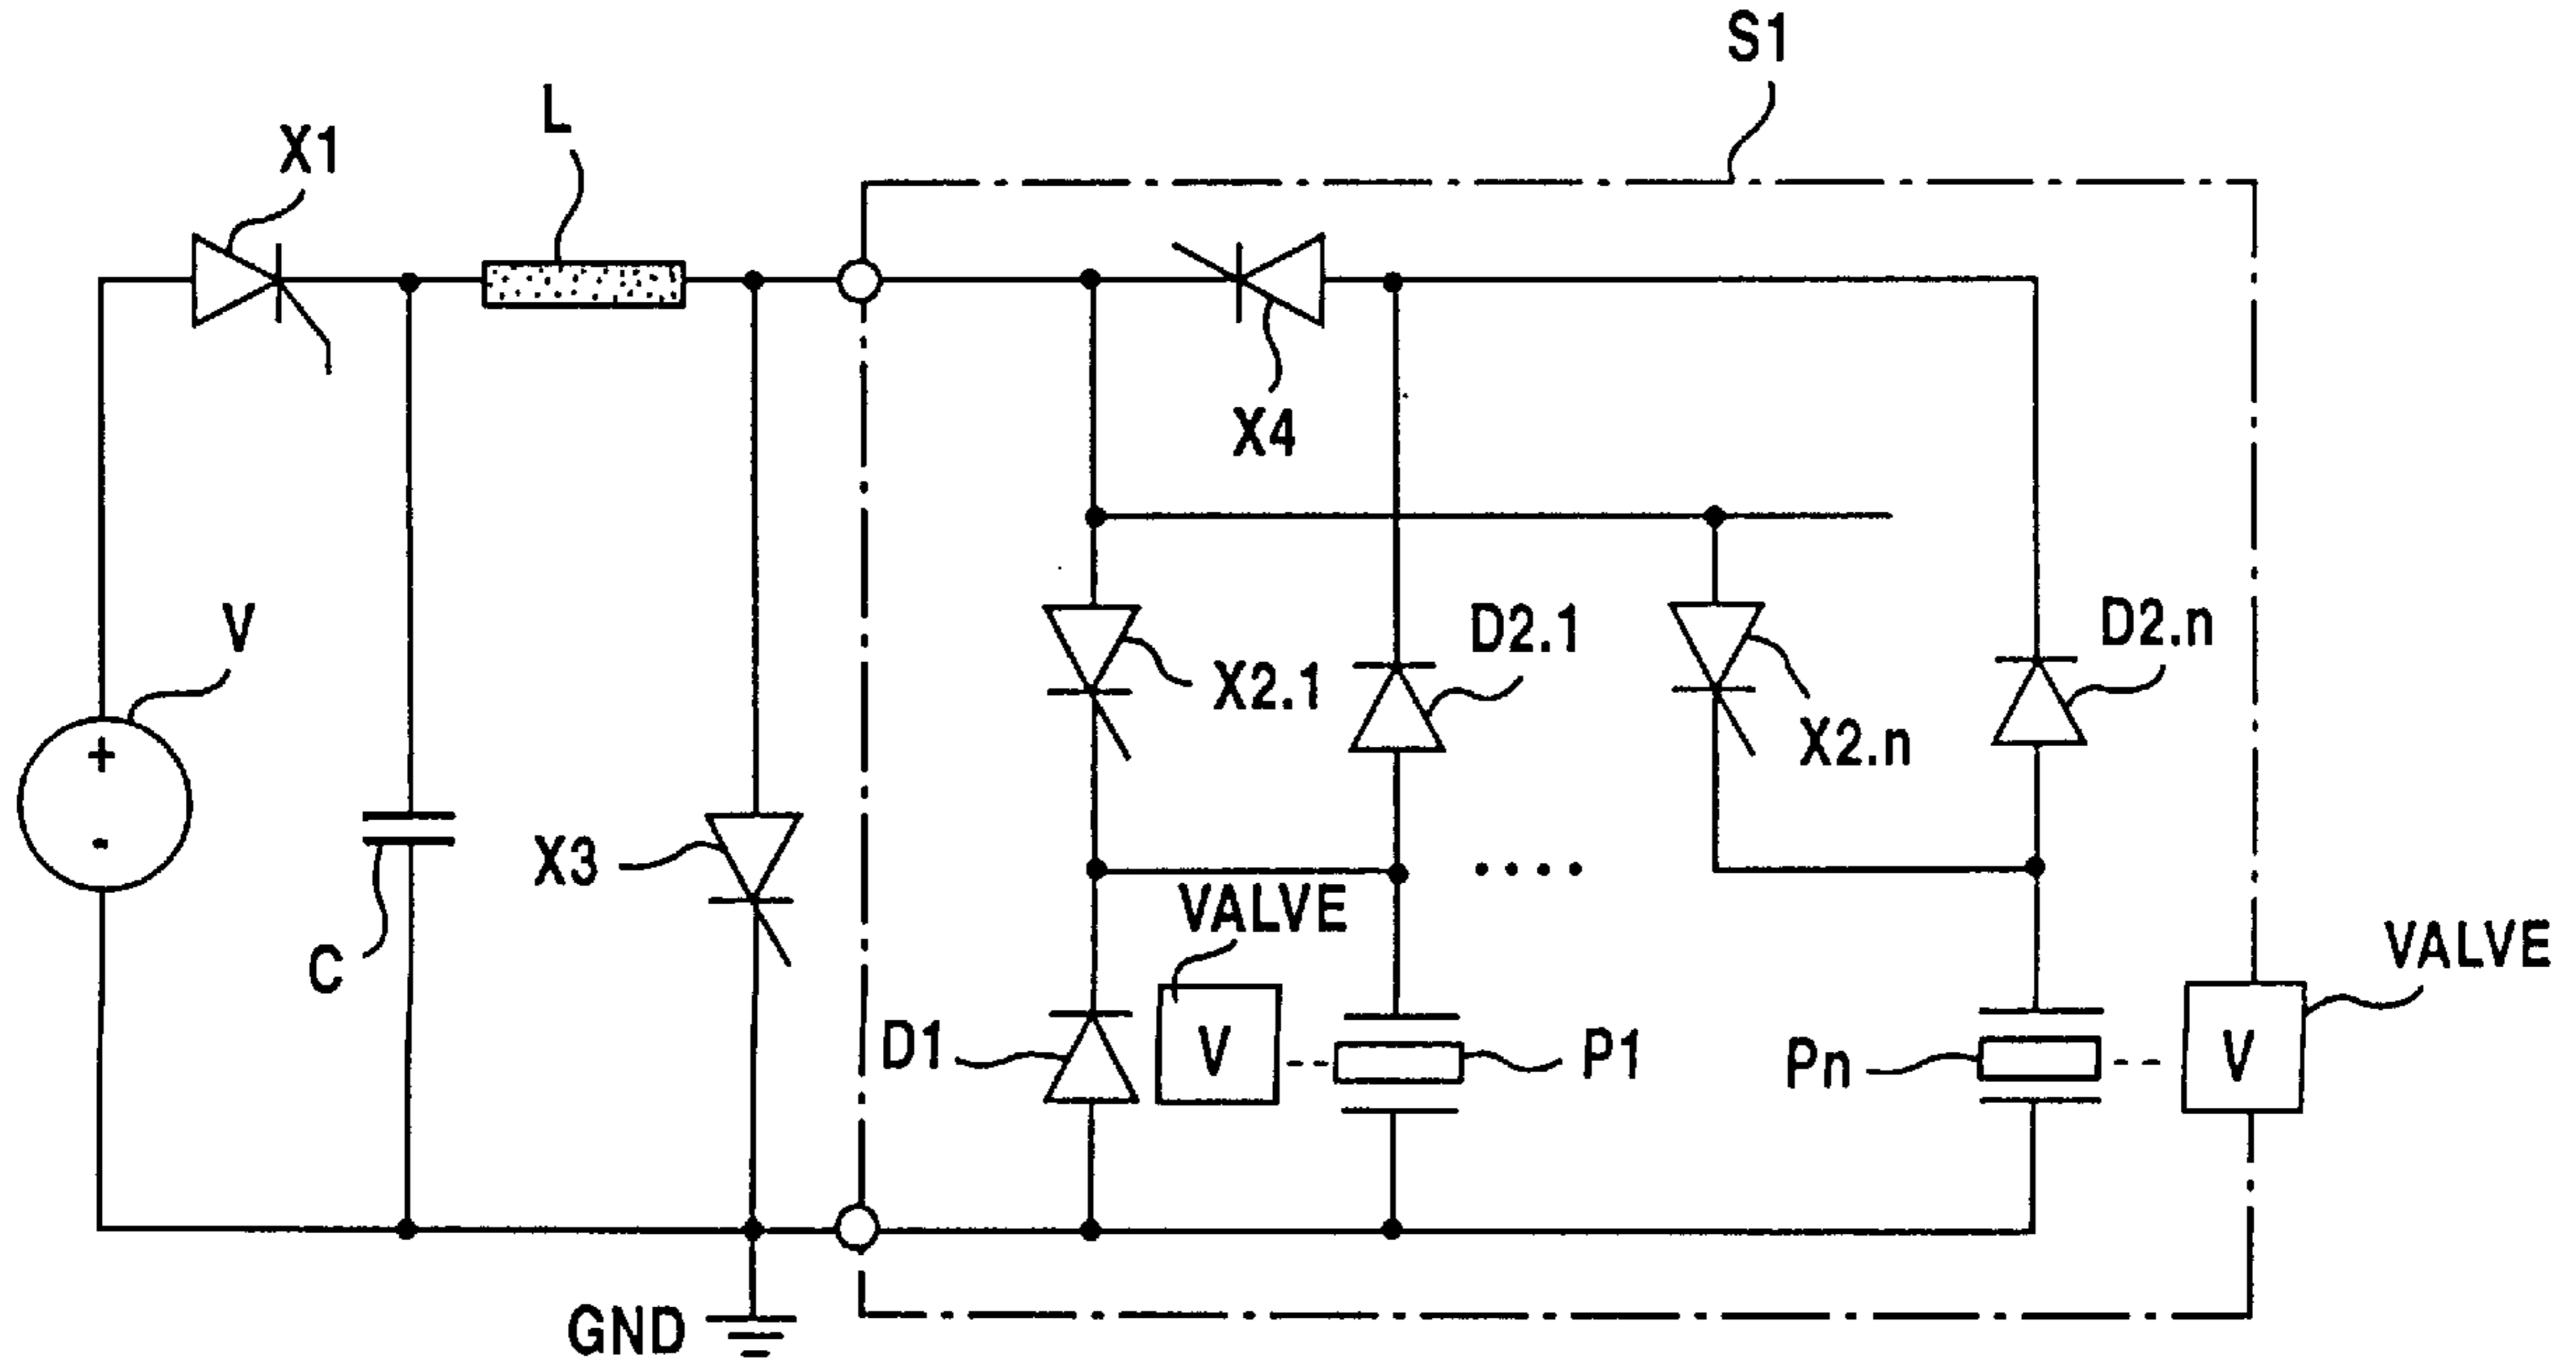 S1
L
X1
X4
V
D2.1
D2.n
X2.1
X2.n
+
-
X3
VALVE
VALVE
C
D1
V
P1
Pn
V
GND